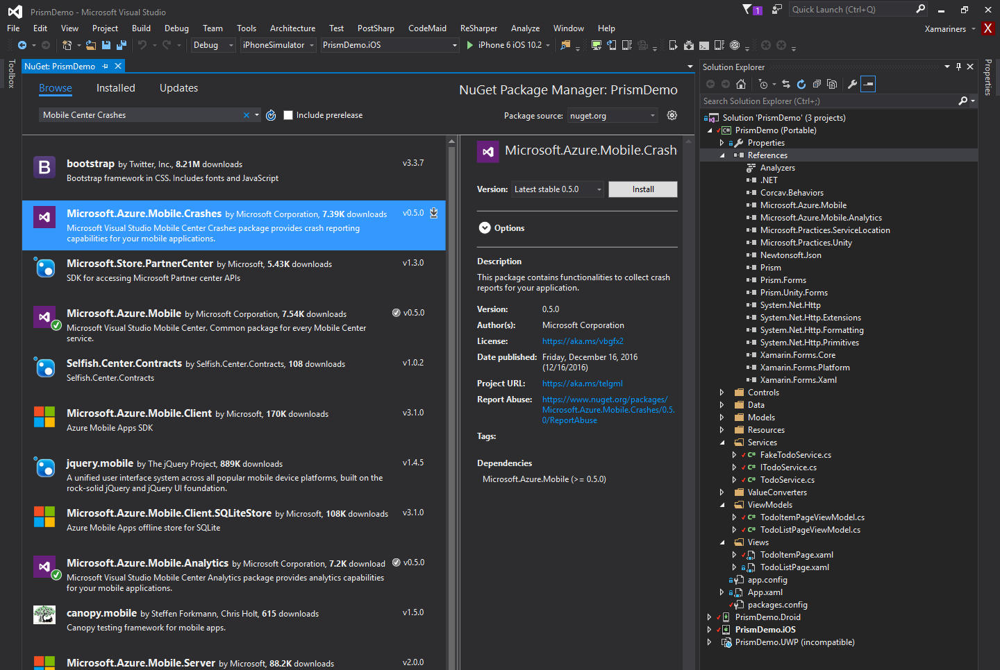 PrismDemo - Microsoft Visual Studio
1
Quick Launch (Ctrl+Q)
File Edit View Project Build Debug Team Tools Architecture Test PostSharp CodeMaid ReSharper Analyze Window Help
Xamariners X
Debug iPhoneSimulator PrismDemo.iOS iPhone 6 iOS 10.2
Toolbox
NuGet: PrismDemo
Browse Installed Updates
NuGet Package Manager: PrismDemo
Mobile Center Crashes
Include prerelease
Package source: nuget.org
B
bootstrap by Twitter, Inc., 8.21M downloads v3.3.7
Bootstrap framework in CSS. Includes fonts and JavaScript
Microsoft.Azure.Mobile.Crashes by Microsoft Corporation, 7.39K downloads v0.5.0
Microsoft Visual Studio Mobile Center Crashes package provides crash reporting
capabilities for your mobile applications.
Microsoft.Store.PartnerCenter by Microsoft, 5.43K downloads v1.3.0
SDK for accessing Microsoft Partner center APIs
Microsoft.Azure.Mobile by Microsoft Corporation, 7.54K downloads v0.5.0
Microsoft Visual Studio Mobile Center. Common package for every Mobile Center
service.
Selfish.Center.Contracts by Selfish.Center.Contracts, 108 downloads v1.0.2
Selfish.Center.Contracts
Microsoft.Azure.Mobile.Client by Microsoft, 170K downloads v3.1.0
Azure Mobile Apps SDK
jquery.mobile by The jQuery Project, 889K downloads v1.4.5
A unified user interface system across all popular mobile device platforms, built on the
rock-solid jQuery and jQuery UI foundation.
Microsoft.Azure.Mobile.Client.SQLiteStore by Microsoft, 108K downloads v3.1.0
Azure Mobile Apps offline store for SQLite
Microsoft.Azure.Mobile.Analytics by Microsoft Corporation, 7.2K download v0.5.0
Microsoft Visual Studio Mobile Center Analytics package provides analytics capabilities
for your mobile applications.
canopy.mobile by Steffen Forkmann, Chris Holt, 615 downloads v1.5.0
Canopy testing framework for mobile apps.
Microsoft.Azure.Mobile.Server by Microsoft, 88.2K downloads v2.0.0
Microsoft.Azure.Mobile.Crash
Version: Latest stable 0.5.0 Install
Options
Description
This package contains functionalities to collect crash
reports for your application.
Version: 0.5.0
Author(s): Microsoft Corporation
License: https://aka.ms/vbgfx2
Date published: Friday, December 16, 2016
(12/16/2016)
Project URL: https://aka.ms/telgml
Report Abuse: https://www.nuget.org/packages/
Microsoft.Azure.Mobile.Crashes/0.5.
0/ReportAbuse
Tags:
Dependencies
Microsoft.Azure.Mobile (>= 0.5.0)
Solution Explorer
Search Solution Explorer (Ctrl+;)
Solution 'PrismDemo' (3 projects)
C# PrismDemo (Portable)
Properties
References
Analyzers
.NET
Corcav.Behaviors
Microsoft.Azure.Mobile
Microsoft.Azure.Mobile.Analytics
Microsoft.Practices.ServiceLocation
Microsoft.Practices.Unity
Newtonsoft.Json
Prism
Prism.Forms
Prism.Unity.Forms
System.Net.Http
System.Net.Http.Extensions
System.Net.Http.Formatting
System.Net.Http.Primitives
Xamarin.Forms.Core
Xamarin.Forms.Platform
Xamarin.Forms.Xaml
Controls
Data
Models
Resources
Services
C# FakeTodoService.cs
C# ITodoService.cs
C# TodoService.cs
ValueConverters
ViewModels
C# TodoItemPageViewModel.cs
C# TodoListPageViewModel.cs
Views
TodoItemPage.xaml
TodoListPage.xaml
app.config
App.xaml
packages.config
PrismDemo.Droid
PrismDemo.iOS
PrismDemo.UWP (incompatible)
Properties